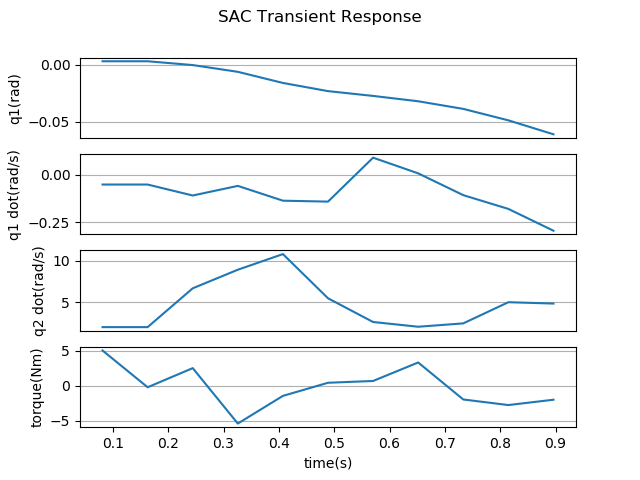 SAC Transient Response
0.00
−0.05
q1(rad)
0.00
−0.25
q1 dot(rad/s)
10
5
q2 dot(rad/s)
5
0
−5
torque(Nm)
0.1 0.2 0.3 0.4 0.5 0.6 0.7 0.8 0.9
time(s)